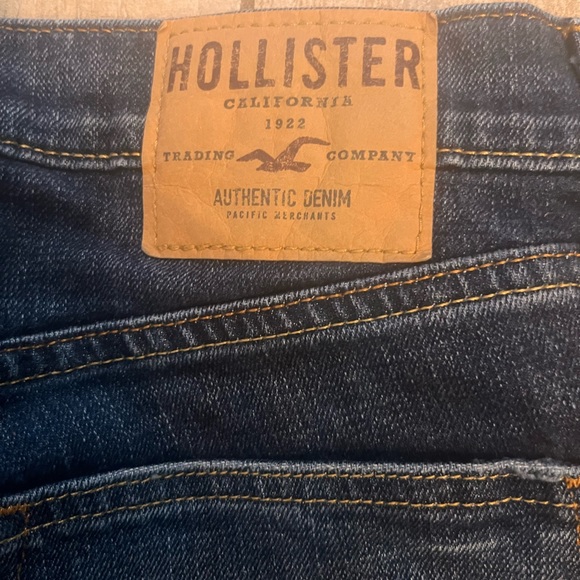 HOLLISTER
CALIFORNIA
1922
TRADING COMPANY
AUTHENTIC DENIM
PACIFIC MERCHANTS